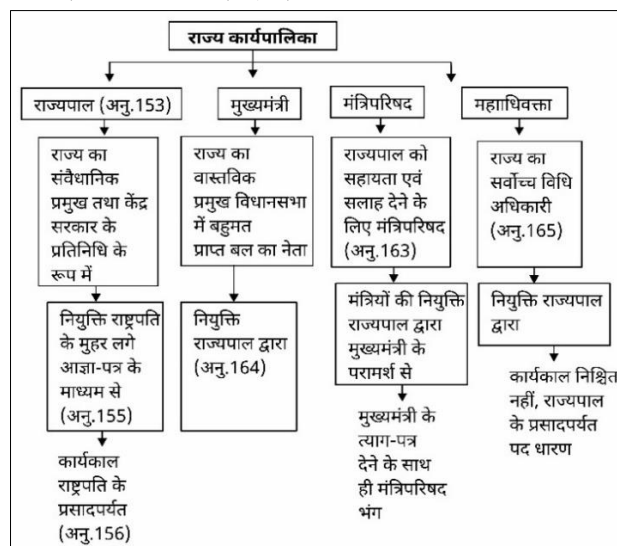 राज्य कार्यपालिका
राज्यपाल (अनु.153)
मुख्यमंत्री
मंत्रिपरिषद
महााधिवक्ता
राज्य का
संवैधानिक
प्रमुख तथा केंद्र
सरकार के
प्रतिनिधि के
रूप में
राज्य का
वास्तविक
प्रमुख विधानसभा
में बहुमत
प्राप्त बल का नेता
राज्यपाल को
सहायता एवं
सलाह देने के
लिए मंत्रिपरिषद
(अनु.163)
राज्य का
सर्वोच्च विधि
अधिकारी
(अनु.165)
नियुक्ति राष्ट्रपति
के मुहर लगे
आज्ञा-पत्र के
माध्यम से
(अनु.155)
नियुक्ति
राज्यपाल द्वारा
(अनु.164)
मंत्रियों की नियुक्ति
राज्यपाल द्वारा
मुख्यमंत्री के
परामर्श से
नियुक्ति राज्यपाल
द्वारा
कार्यकाल
राष्ट्रपति के
प्रसादपर्यंत
(अनु.156)
मुख्यमंत्री के
त्याग-पत्र
देने के साथ
ही मंत्रिपरिषद
भंग
कार्यकाल निश्चित
नहीं, राज्यपाल
के प्रसादपर्यत
पद धारण